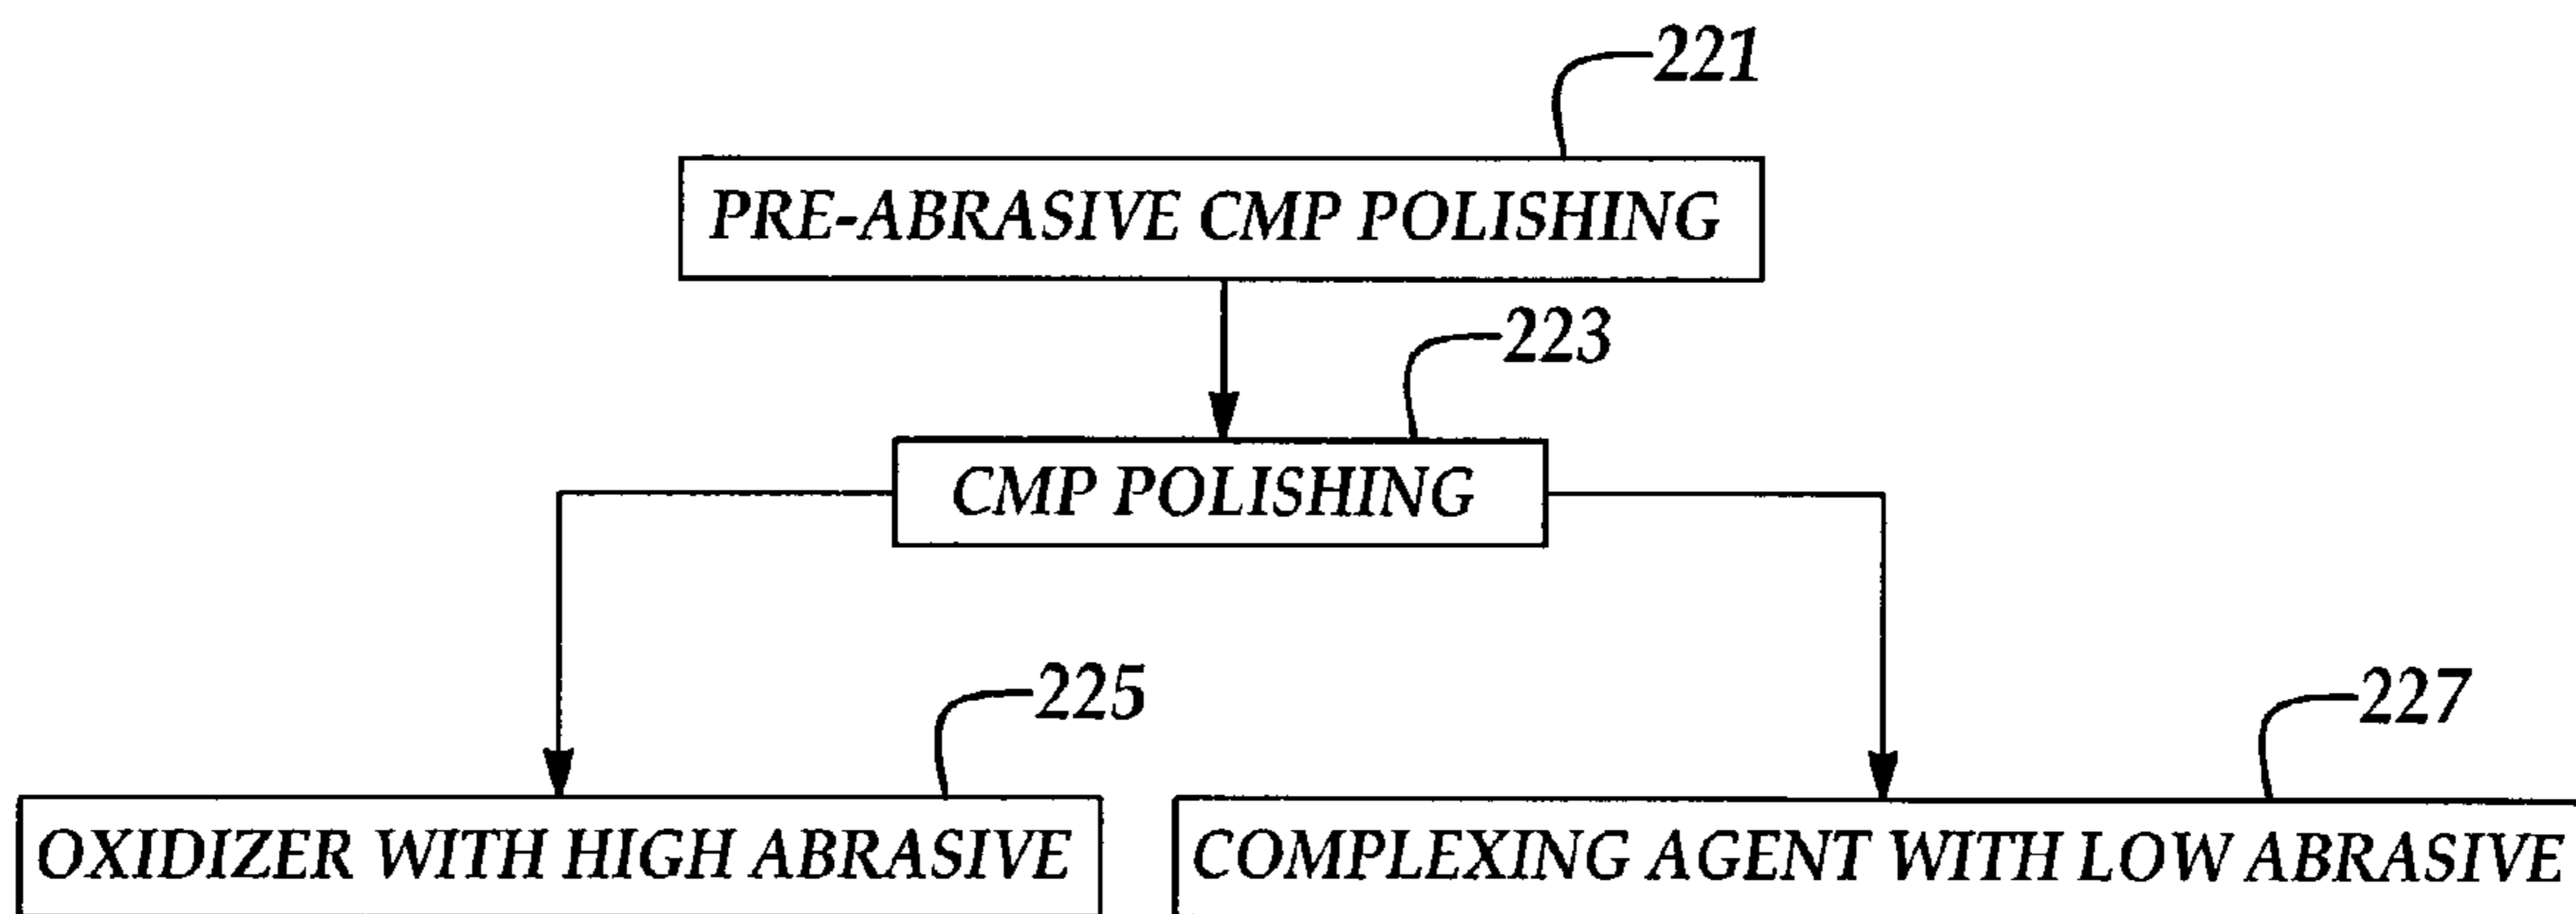 221
PRE-ABRASIVE CMP POLISHING
223
CMP POLISHING
225
227
OXIDIZER WITH HIGH ABRASIVE
COMPLEXING AGENT WITH LOW ABRASIVE